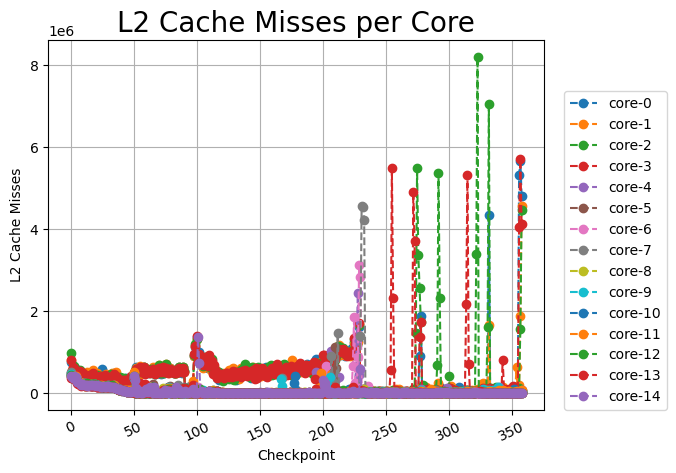 L2 Cache Misses per Core
1e6
8
6
4
2
0
L2 Cache Misses
0
50
100
150
200
250
300
350
Checkpoint
core-0
core-1
core-2
core-3
core-4
core-5
core-6
core-7
core-8
core-9
core-10
core-11
core-12
core-13
core-14